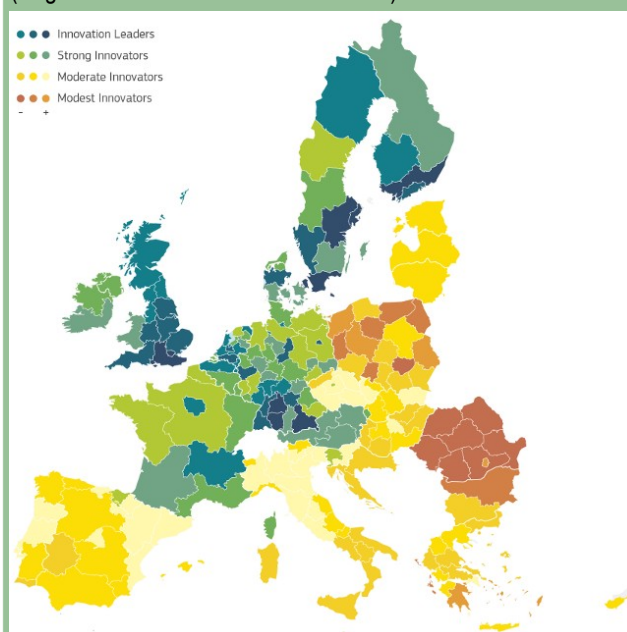 Innovation Leaders
Strong Innovators
Moderate Innovators
Modest Innovators
- +